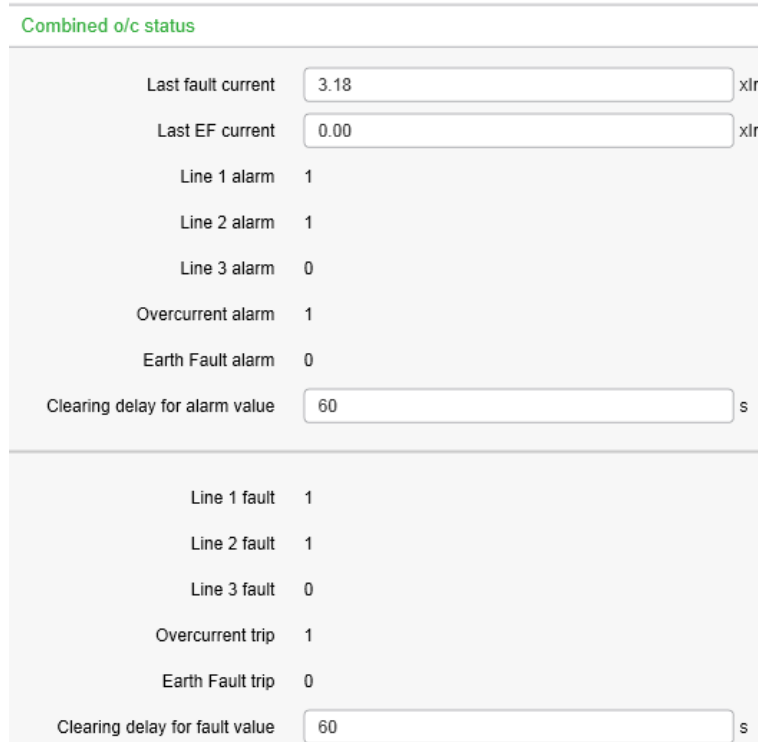 Combined o/c status
Last fault current 3.18 xIn
Last EF current 0.00 xIn
Line 1 alarm 1
Line 2 alarm 1
Line 3 alarm 0
Overcurrent alarm 1
Earth Fault alarm 0
Clearing delay for alarm value 60 s
Line 1 fault 1
Line 2 fault 1
Line 3 fault 0
Overcurrent trip 1
Earth Fault trip 0
Clearing delay for fault value 60 s